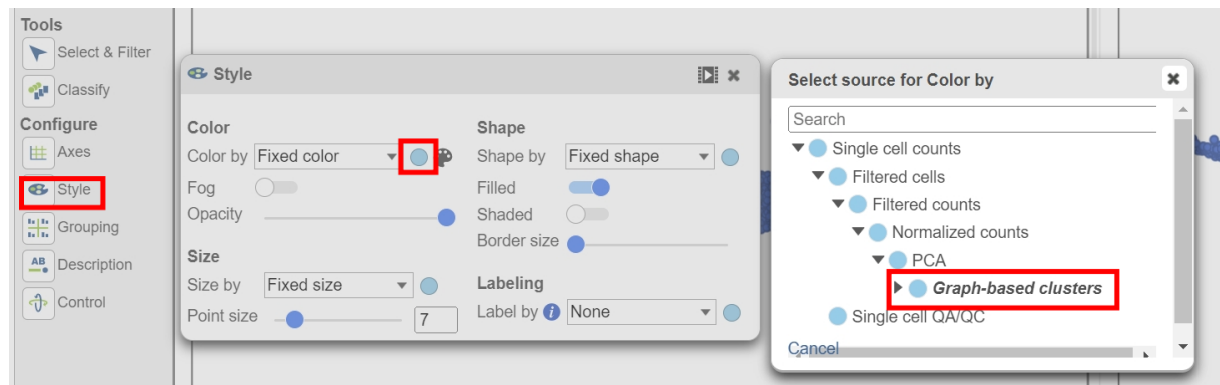 Tools
Select & Filter
Classify
Configure
Axes
Style
Grouping
AB
Description
Control
Style
Color
Color by Fixed color
Fog
Opacity
Size
Size by Fixed size
Point size 7
Shape
Shape by Fixed shape
Filled
Shaded
Border size
Labeling
Label by i None
Select source for Color by
Search
Single cell counts
Filtered cells
Filtered counts
Normalized counts
PCA
Graph-based clusters
Single cell QA/QC
Cancel